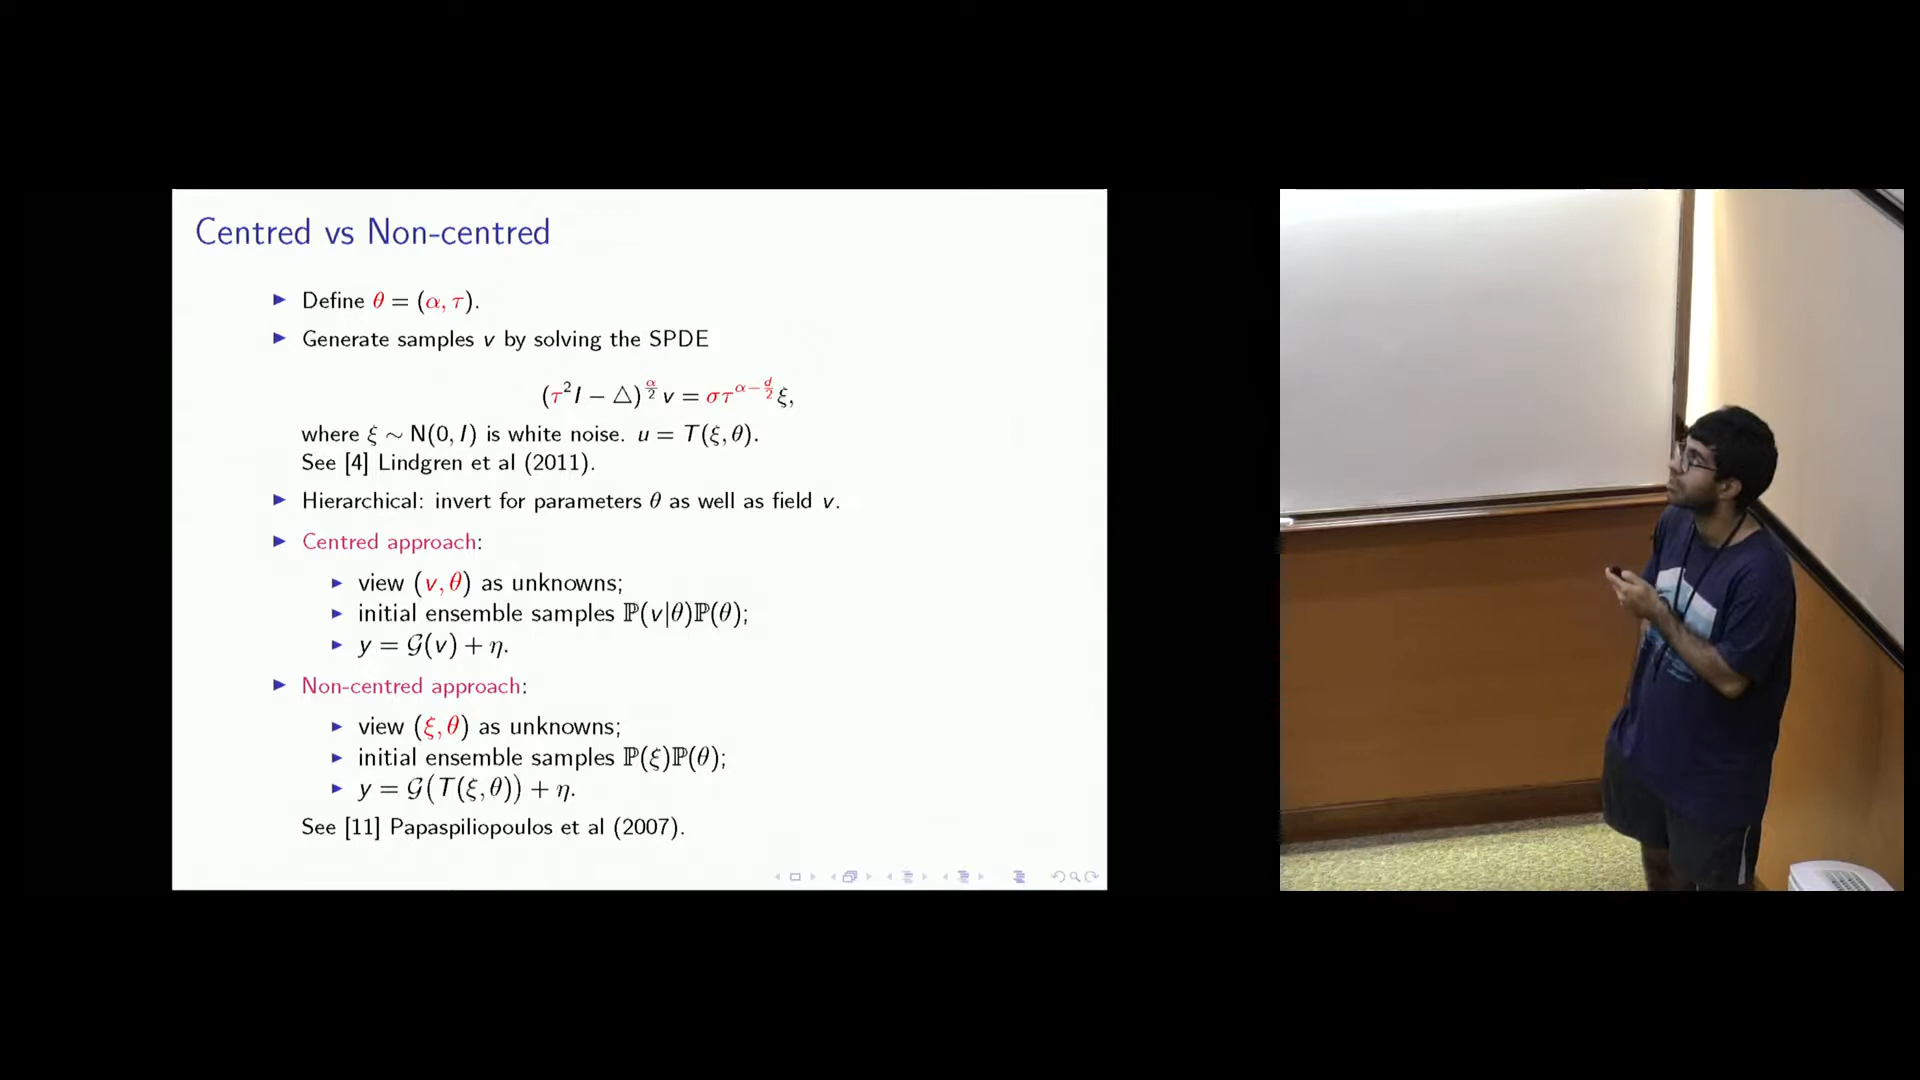 Centred vs Non-centred
▶ Define θ = (α, τ).
▶ Generate samples v by solving the SPDE
(τ²I − △)^{α/2} v = στ^{α−d/2} ξ,
where ξ ∼ N(0, I) is white noise. u = T(ξ, θ).
See [4] Lindgren et al (2011).
▶ Hierarchical: invert for parameters θ as well as field v.
▶ Centred approach:
▶ view (v, θ) as unknowns;
▶ initial ensemble samples ℙ(v|θ)ℙ(θ);
▶ y = 𝒢(v) + η.
▶ Non-centred approach:
▶ view (ξ, θ) as unknowns;
▶ initial ensemble samples ℙ(ξ)ℙ(θ);
▶ y = 𝒢(T(ξ, θ)) + η.
See [11] Papaspiliopoulos et al (2007).